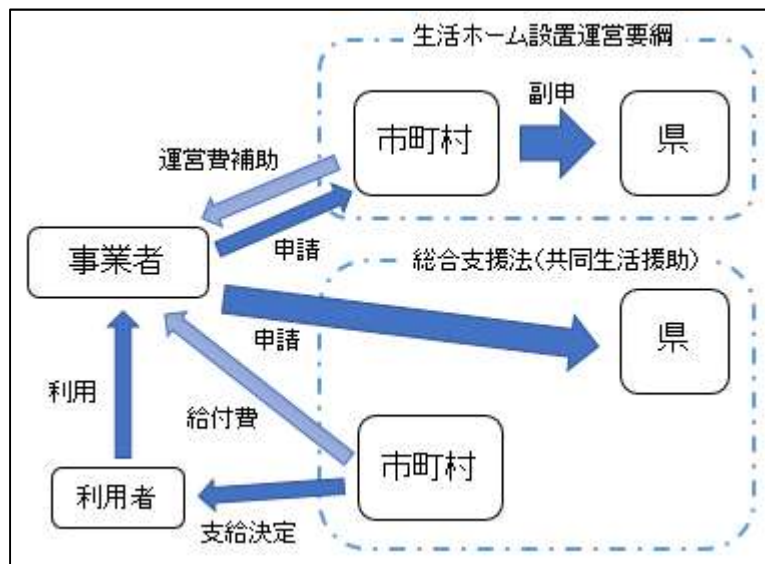 生活ホーム設置運営要綱
副申
市町村
県
運営費補助
事業者
申請
総合支援法(共同生活援助)
県
申請
利用
給付費
市町村
利用者
支給決定